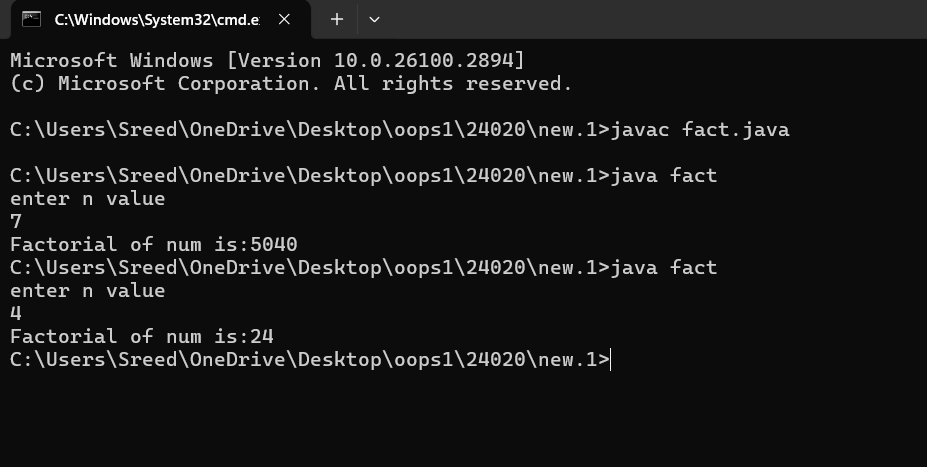 C:\Windows\System32\cmd.e
Microsoft Windows [Version 10.0.26100.2894]
(c) Microsoft Corporation. All rights reserved.
C:\Users\Sreed\OneDrive\Desktop\oops1\24020\new.1>javac fact.java
C:\Users\Sreed\OneDrive\Desktop\oops1\24020\new.1>java fact
enter n value
7
Factorial of num is:5040
C:\Users\Sreed\OneDrive\Desktop\oops1\24020\new.1>java fact
enter n value
4
Factorial of num is:24
C:\Users\Sreed\OneDrive\Desktop\oops1\24020\new.1>